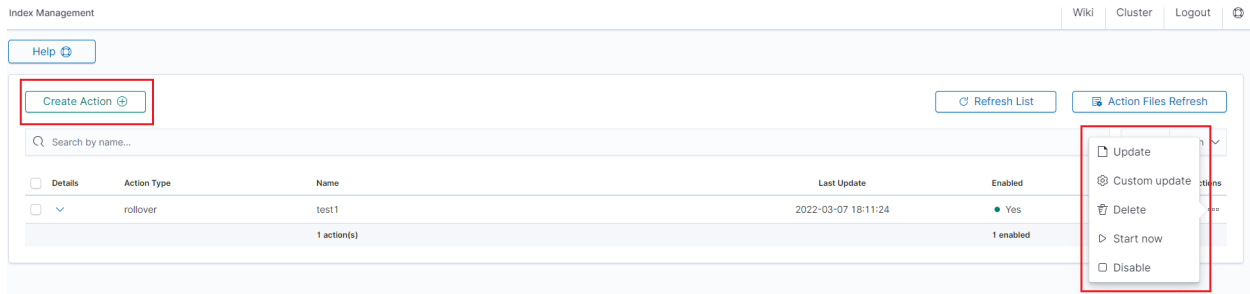 Index Management Wiki Cluster Logout
Help
Create Action Refresh List Action Files Refresh
Search by name...
Update
Details Action Type Name Last Update Enabled
Custom update
rollover test1 2022-03-07 18:11:24 Yes
Delete
1 action(s) 1 enabled
Start now
Disable